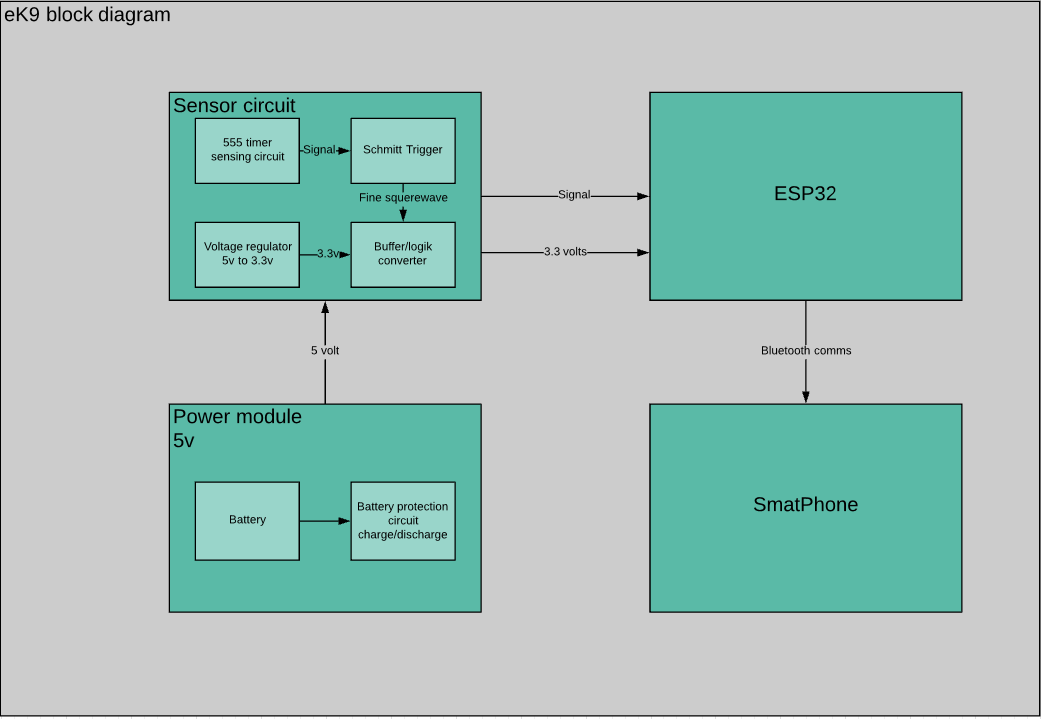 eK9 block diagram
Sensor circuit
555 timer
sensing circuit
Signal
Schmitt Trigger
Fine squerewave
Voltage regulator
5v to 3.3v
3.3v
Buffer/logik
converter
Signal
3.3 volts
ESP32
5 volt
Bluetooth comms
Power module
5v
Battery
Battery protection
circuit
charge/discharge
SmatPhone